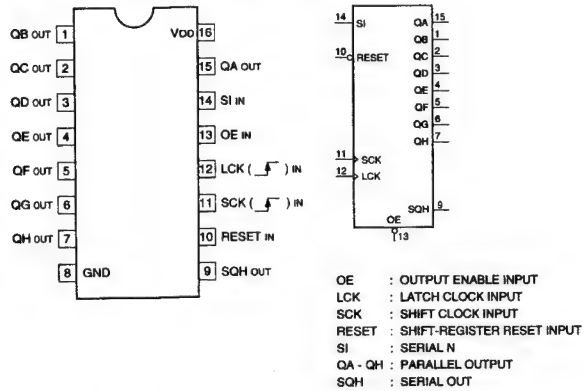 QB OUT 1
QC OUT 2
QD OUT 3
QE OUT 4
QF OUT 5
QG OUT 6
QH OUT 7
8 GND
VDD 16
15 QA OUT
14 SI IN
13 OE IN
12 LCK ( ) IN
11 SCK ( ) IN
10 RESET IN
9 SQH OUT
14 SI
10 RESET
11 SCK
12 LCK
QA 15
QB 1
QC 2
QD 3
QE 4
QF 5
QG 6
QH 7
SQH 9
OE
13
OE : OUTPUT ENABLE INPUT
LCK : LATCH CLOCK INPUT
SCK : SHIFT CLOCK INPUT
RESET : SHIFT-REGISTER RESET INPUT
SI : SERIAL N
QA - QH : PARALLEL OUTPUT
SQH : SERIAL OUT